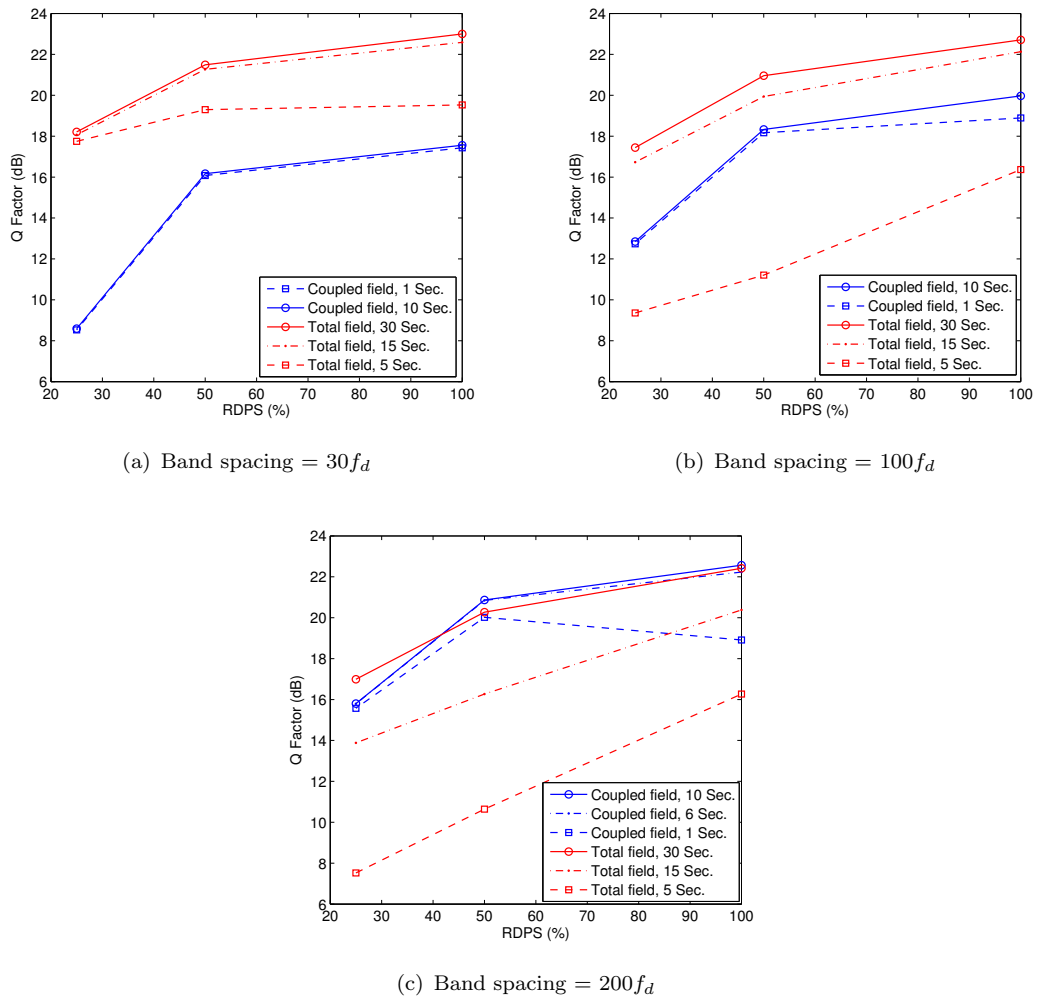 24
22
20
18
16
14
12
10
8
6
Q Factor (dB)
20 30 40 50 60 70 80 90 100
RDPS (%)
Coupled field, 1 Sec.
Coupled field, 10 Sec.
Total field, 30 Sec.
Total field, 15 Sec.
Total field, 5 Sec.
(a) Band spacing = 30f_d
24
22
20
18
16
14
12
10
8
6
Q Factor (dB)
20 30 40 50 60 70 80 90 100
RDPS (%)
Coupled field, 10 Sec.
Coupled field, 1 Sec.
Total field, 30 Sec.
Total field, 15 Sec.
Total field, 5 Sec.
(b) Band spacing = 100f_d
24
22
20
18
16
14
12
10
8
6
Q Factor (dB)
20 30 40 50 60 70 80 90 100
RDPS (%)
Coupled field, 10 Sec.
Coupled field, 6 Sec.
Coupled field, 1 Sec.
Total field, 30 Sec.
Total field, 15 Sec.
Total field, 5 Sec.
(c) Band spacing = 200f_d